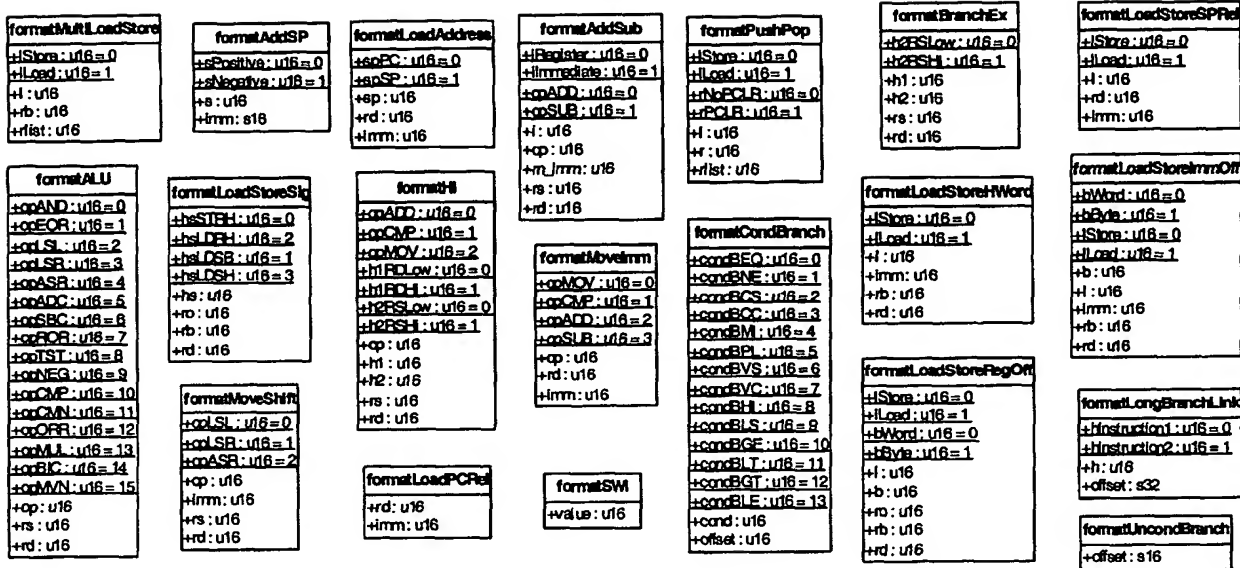 formatMultiLoadStore
+lStore : u16 = 0
+lLoad : u16 = 1
+l : u16
+rb : u16
+rlist : u16
formatAddSP
+sPositive : u16 = 0
+sNegative : u16 = 1
+s : u16
+imm : s16
formatLoadAddress
+spPC : u16 = 0
+spSP : u16 = 1
+sp : u16
+rd : u16
+imm : u16
formatAddSub
+iRegister : u16 = 0
+iImmediate : u16 = 1
+opADD : u16 = 0
+opSUB : u16 = 1
+i : u16
+op : u16
+rn_imm : u16
+rs : u16
+rd : u16
formatPushPop
+lStore : u16 = 0
+lLoad : u16 = 1
+rNoPCLR : u16 = 0
+rPCLR : u16 = 1
+l : u16
+r : u16
+rlist : u16
formatBranchEx
+h2RSLow : u16 = 0
+h2RSHi : u16 = 1
+h1 : u16
+h2 : u16
+rs : u16
+rd : u16
formatLoadStoreSPRel
+lStore : u16 = 0
+lLoad : u16 = 1
+l : u16
+rd : u16
+imm : u16
formatALU
+opAND : u16 = 0
+opEOR : u16 = 1
+opLSL : u16 = 2
+opLSR : u16 = 3
+opASR : u16 = 4
+opADC : u16 = 5
+opSBC : u16 = 6
+opROR : u16 = 7
+opTST : u16 = 8
+opNEG : u16 = 9
+opCMP : u16 = 10
+opCMN : u16 = 11
+opORR : u16 = 12
+opMUL : u16 = 13
+opBIC : u16 = 14
+opMVN : u16 = 15
+op : u16
+rs : u16
+rd : u16
formatLoadStoreSig
+hsSTRH : u16 = 0
+hsLDRH : u16 = 2
+hsLDSB : u16 = 1
+hsLDSH : u16 = 3
+hs : u16
+ro : u16
+rb : u16
+rd : u16
formatMoveShift
+opLSL : u16 = 0
+opLSR : u16 = 1
+opASR : u16 = 2
+op : u16
+imm : u16
+rs : u16
+rd : u16
formatHi
+opADD : u16 = 0
+opCMP : u16 = 1
+opMOV : u16 = 2
+h1RDLow : u16 = 0
+h1RDHi : u16 = 1
+h2RSLow : u16 = 0
+h2RSHi : u16 = 1
+op : u16
+h1 : u16
+h2 : u16
+rs : u16
+rd : u16
formatLoadPCRel
+rd : u16
+imm : u16
formatMoveImm
+opMOV : u16 = 0
+opCMP : u16 = 1
+opADD : u16 = 2
+opSUB : u16 = 3
+op : u16
+rd : u16
+imm : u16
formatSWI
+value : u16
formatCondBranch
+condBEQ : u16 = 0
+condBNE : u16 = 1
+condBCS : u16 = 2
+condBCC : u16 = 3
+condBMI : u16 = 4
+condBPL : u16 = 5
+condBVS : u16 = 6
+condBVC : u16 = 7
+condBHI : u16 = 8
+condBLS : u16 = 9
+condBGE : u16 = 10
+condBLT : u16 = 11
+condBGT : u16 = 12
+condBLE : u16 = 13
+cond : u16
+offset : u16
formatLoadStoreHWord
+lStore : u16 = 0
+lLoad : u16 = 1
+l : u16
+imm : u16
+rb : u16
+rd : u16
formatLoadStoreRegOff
+lStore : u16 = 0
+lLoad : u16 = 1
+bWord : u16 = 0
+bByte : u16 = 1
+l : u16
+b : u16
+ro : u16
+rb : u16
+rd : u16
formatLoadStoreImmOff
+bWord : u16 = 0
+bByte : u16 = 1
+lStore : u16 = 0
+lLoad : u16 = 1
+b : u16
+l : u16
+imm : u16
+rb : u16
+rd : u16
formatLongBranchLink
+hInstruction1 : u16 = 0
+hInstruction2 : u16 = 1
+h : u16
+offset : s32
formatUncondBranch
+offset : s16